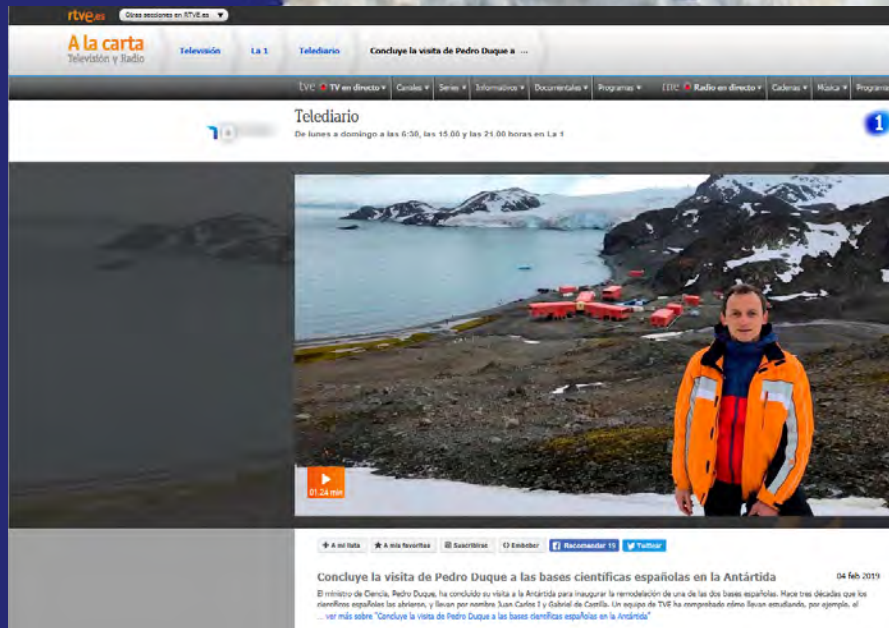 rtve.es Otras secciones en RTVE.es
A la carta
Televisión y Radio
Televisión La 1 Telediario Concluye la visita de Pedro Duque a ...
tve TV en directo Canales Series Informativos Documentales Programas rne Radio en directo Cadenas Música Programas
Telediario
De lunes a domingo a las 6:30, las 15.00 y las 21.00 horas en La 1
1
01.24 min
A mi lista A mis favoritas Suscribirse Embeber Recomendar 19 Twittear
Concluye la visita de Pedro Duque a las bases científicas españolas en la Antártida 04 feb 2019
El ministro de Ciencia, Pedro Duque, ha concluido su visita a la Antártida para inaugurar la remodelación de una de las dos bases españolas. Hace tres décadas que los
científicos españoles las abrieron, y llevan por nombre Juan Carlos I y Gabriel de Castilla. Un equipo de TVE ha comprobado cómo llevan estudiando, por ejemplo, el
... ver más sobre "Concluye la visita de Pedro Duque a las bases científicas españolas en la Antártida"